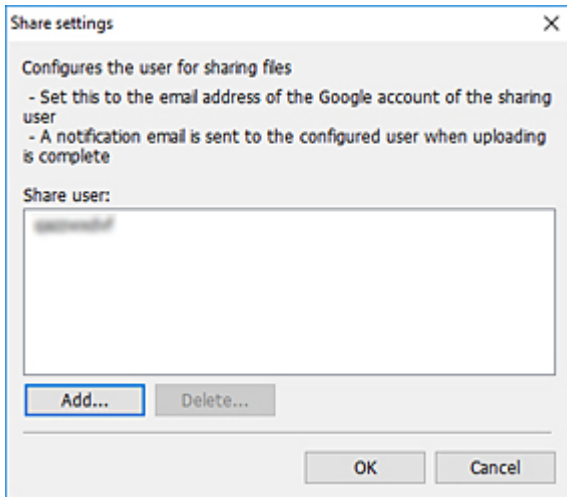 Share settings
Configures the user for sharing files
- Set this to the email address of the Google account of the sharing
user
- A notification email is sent to the configured user when uploading
is complete
Share user:
Add...
Delete...
OK
Cancel